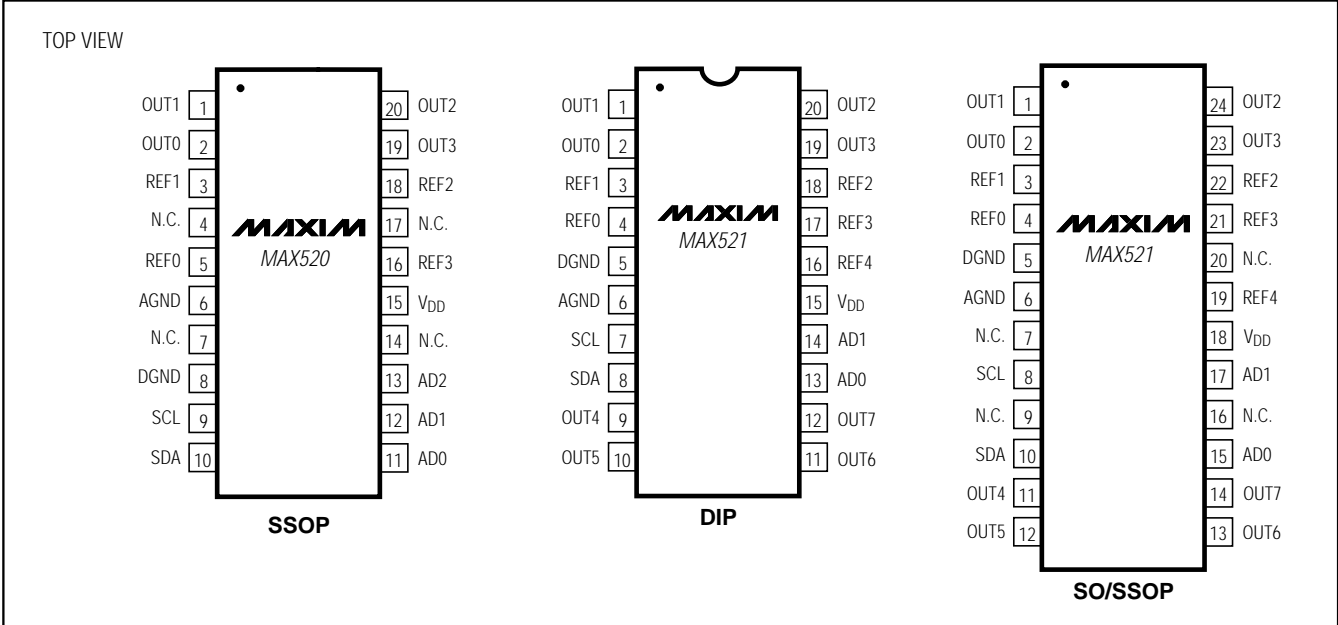 TOP VIEW
OUT1 1 20 OUT2
OUT0 2 19 OUT3
REF1 3 18 REF2
N.C. 4 17 N.C.
REF0 5 16 REF3
AGND 6 15 VDD
N.C. 7 14 N.C.
DGND 8 13 AD2
SCL 9 12 AD1
SDA 10 11 AD0
MAXIM
MAX520
SSOP
OUT1 1 20 OUT2
OUT0 2 19 OUT3
REF1 3 18 REF2
REF0 4 17 REF3
DGND 5 16 REF4
AGND 6 15 VDD
SCL 7 14 AD1
SDA 8 13 AD0
OUT4 9 12 OUT7
OUT5 10 11 OUT6
MAXIM
MAX521
DIP
OUT1 1 24 OUT2
OUT0 2 23 OUT3
REF1 3 22 REF2
REF0 4 21 REF3
DGND 5 20 N.C.
AGND 6 19 REF4
N.C. 7 18 VDD
SCL 8 17 AD1
N.C. 9 16 N.C.
SDA 10 15 AD0
OUT4 11 14 OUT7
OUT5 12 13 OUT6
MAXIM
MAX521
SO/SSOP